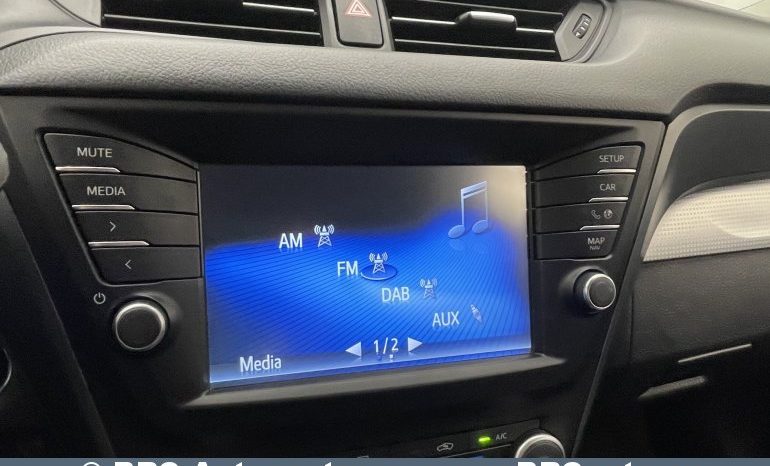 MUTE
MEDIA
>
<
SETUP
CAR
MAP
NAV
AM
FM
DAB
AUX
◀ 1/2 ▶
Media
A/C